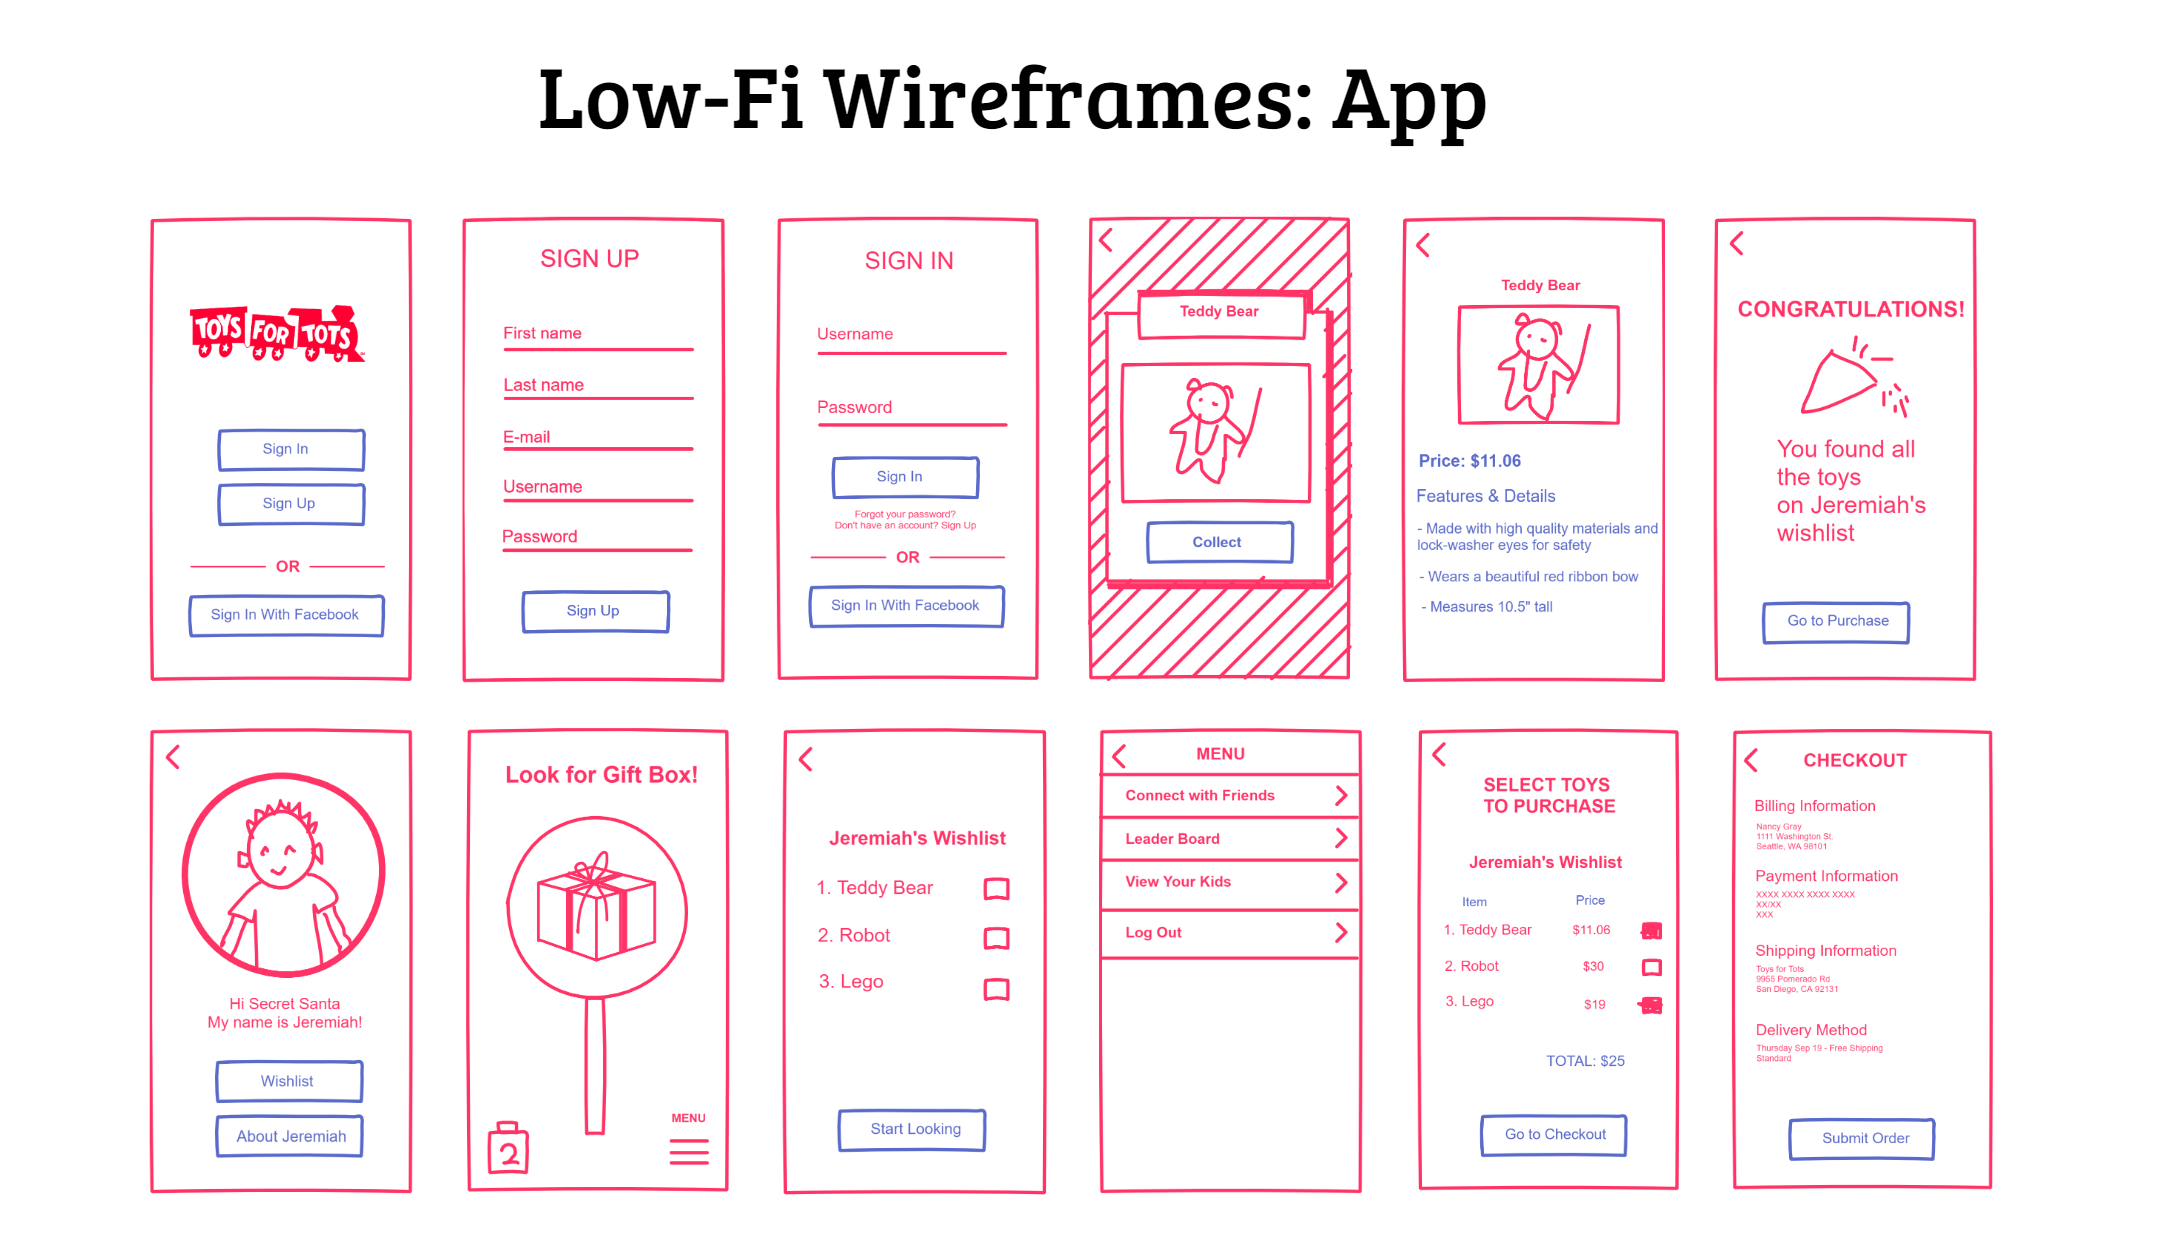 Low-Fi Wireframes: App
TOYS FOR TOTS
Sign In
Sign Up
OR
Sign In With Facebook
SIGN UP
First name
Last name
E-mail
Username
Password
Sign Up
SIGN IN
Username
Password
Sign In
Forgot your password?
Don't have an account? Sign Up
OR
Sign In With Facebook
Teddy Bear
Collect
Teddy Bear
Price: $11.06
Features & Details
- Made with high quality materials and
lock-washer eyes for safety
- Wears a beautiful red ribbon bow
- Measures 10.5" tall
CONGRATULATIONS!
You found all
the toys
on Jeremiah's
wishlist
Go to Purchase
Hi Secret Santa
My name is Jeremiah!
Wishlist
About Jeremiah
Look for Gift Box!
2
MENU
Jeremiah's Wishlist
1. Teddy Bear
2. Robot
3. Lego
Start Looking
MENU
Connect with Friends
Leader Board
View Your Kids
Log Out
SELECT TOYS
TO PURCHASE
Jeremiah's Wishlist
Item Price
1. Teddy Bear $11.06
2. Robot $30
3. Lego $19
TOTAL: $25
Go to Checkout
CHECKOUT
Billing Information
Nancy Gray
1111 Washington St.
Seattle, WA 98101
Payment Information
XXXX XXXX XXXX XXXX
XX/XX
XXX
Shipping Information
Toys for Tots
9955 Pomerado Rd
San Diego, CA 92131
Delivery Method
Thursday Sep 19 - Free Shipping
Standard
Submit Order